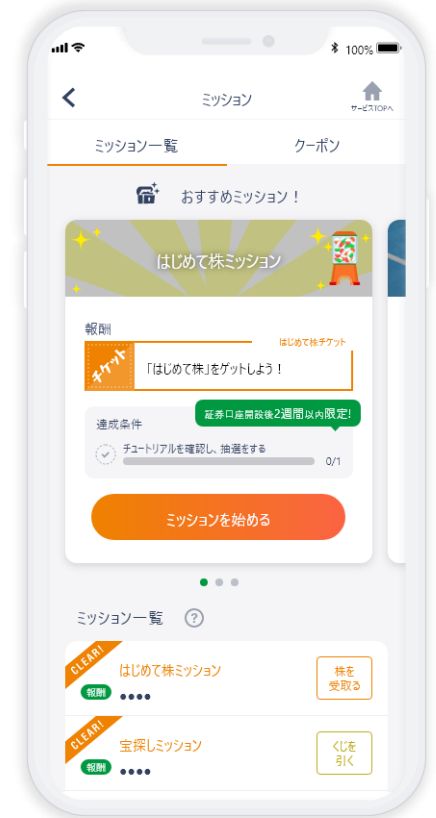 100%
ミッション
サービスTOPへ
ミッション一覧
クーポン
おすすめミッション！
はじめて株ミッション
報酬
はじめて株チケット
チケット
「はじめて株」をゲットしよう！
証券口座開設後2週間以内限定!
達成条件
チュートリアルを確認し、抽選をする
0/1
ミッションを始める
ミッション一覧 ?
CLEAR!
はじめて株ミッション
報酬 ●●●●
株を
受取る
CLEAR!
宝探しミッション
報酬 ●●●●
くじを
引く